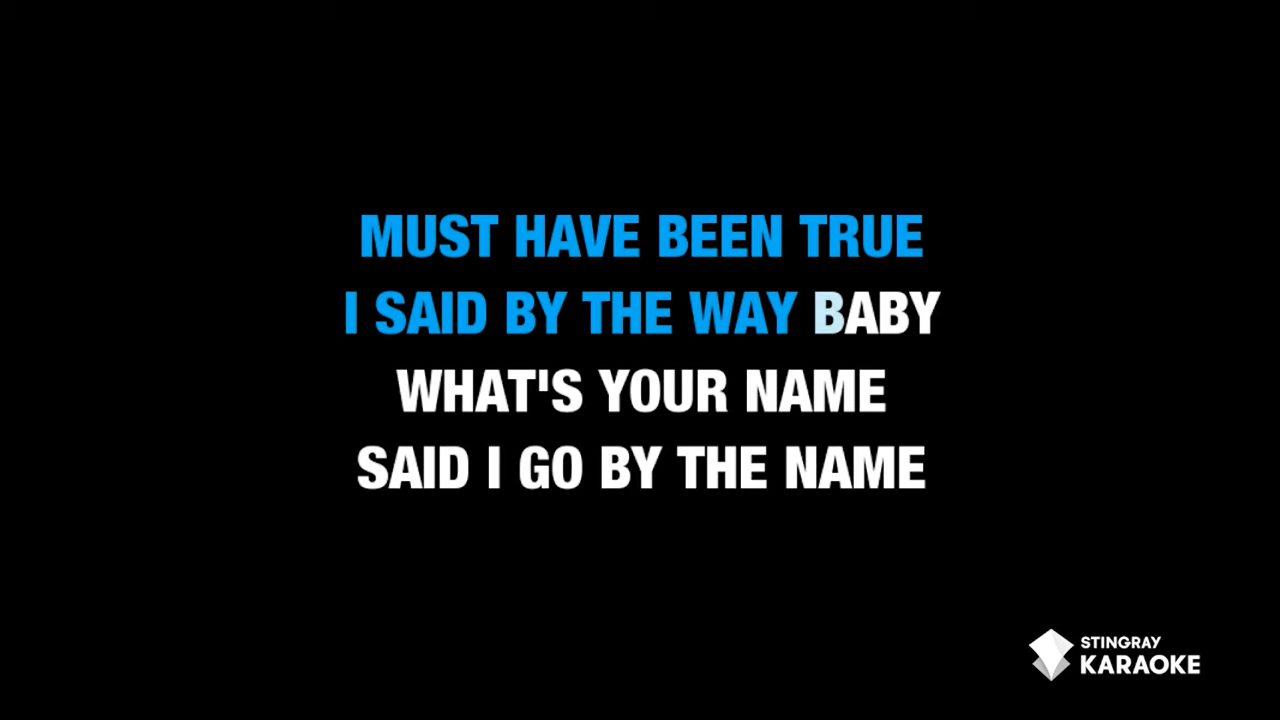 MUST HAVE BEEN TRUE
I SAID BY THE WAY BABY
WHAT'S YOUR NAME
SAID I GO BY THE NAME
STINGRAY
KARAOKE